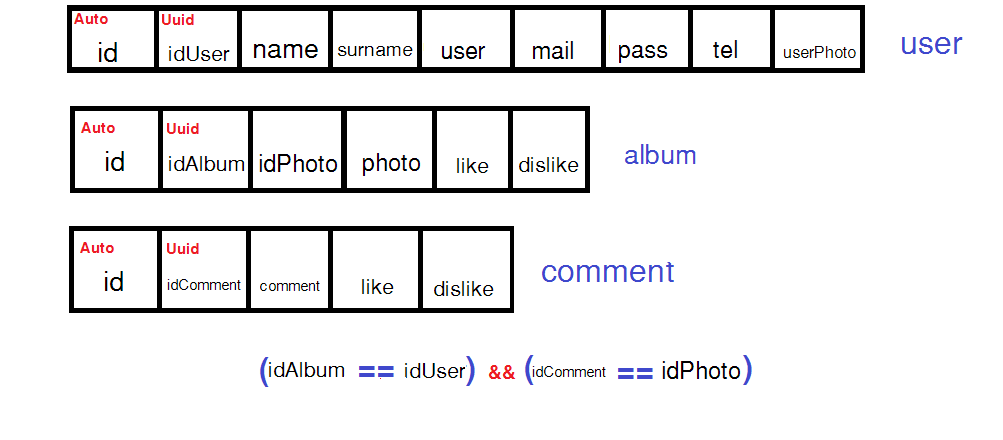 Auto Uuid
id idUser name surname user mail pass tel userPhoto user
Auto Uuid
id idAlbum idPhoto photo like dislike album
Auto Uuid
id idComment comment like dislike comment
(idAlbum == idUser) && (idComment == idPhoto)